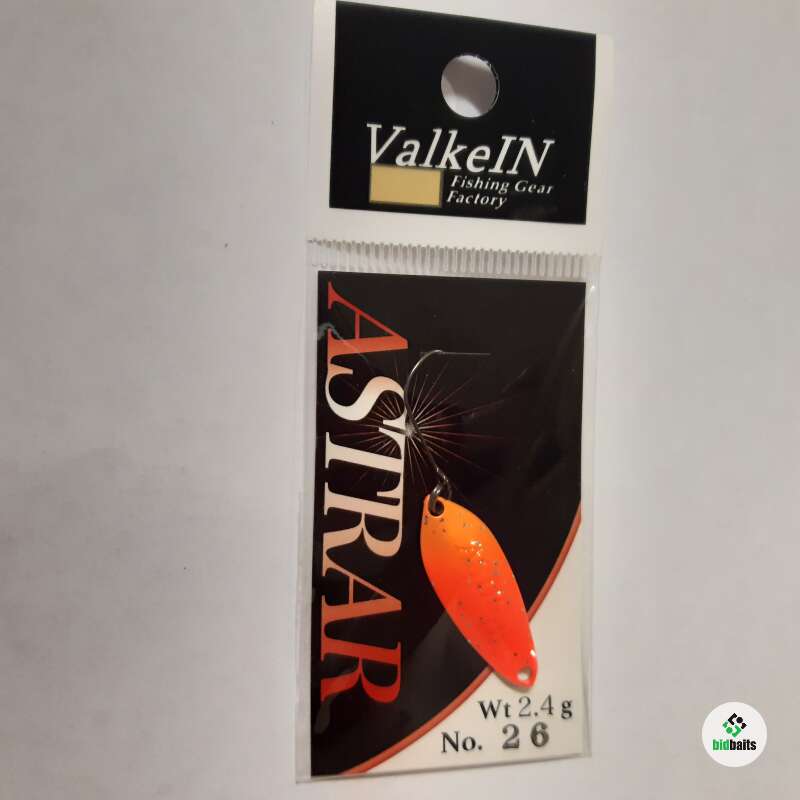 ValkeIN
Fishing Gear
Factory
ASTRAR
Wt 2.4 g
No. 26
bidbaits